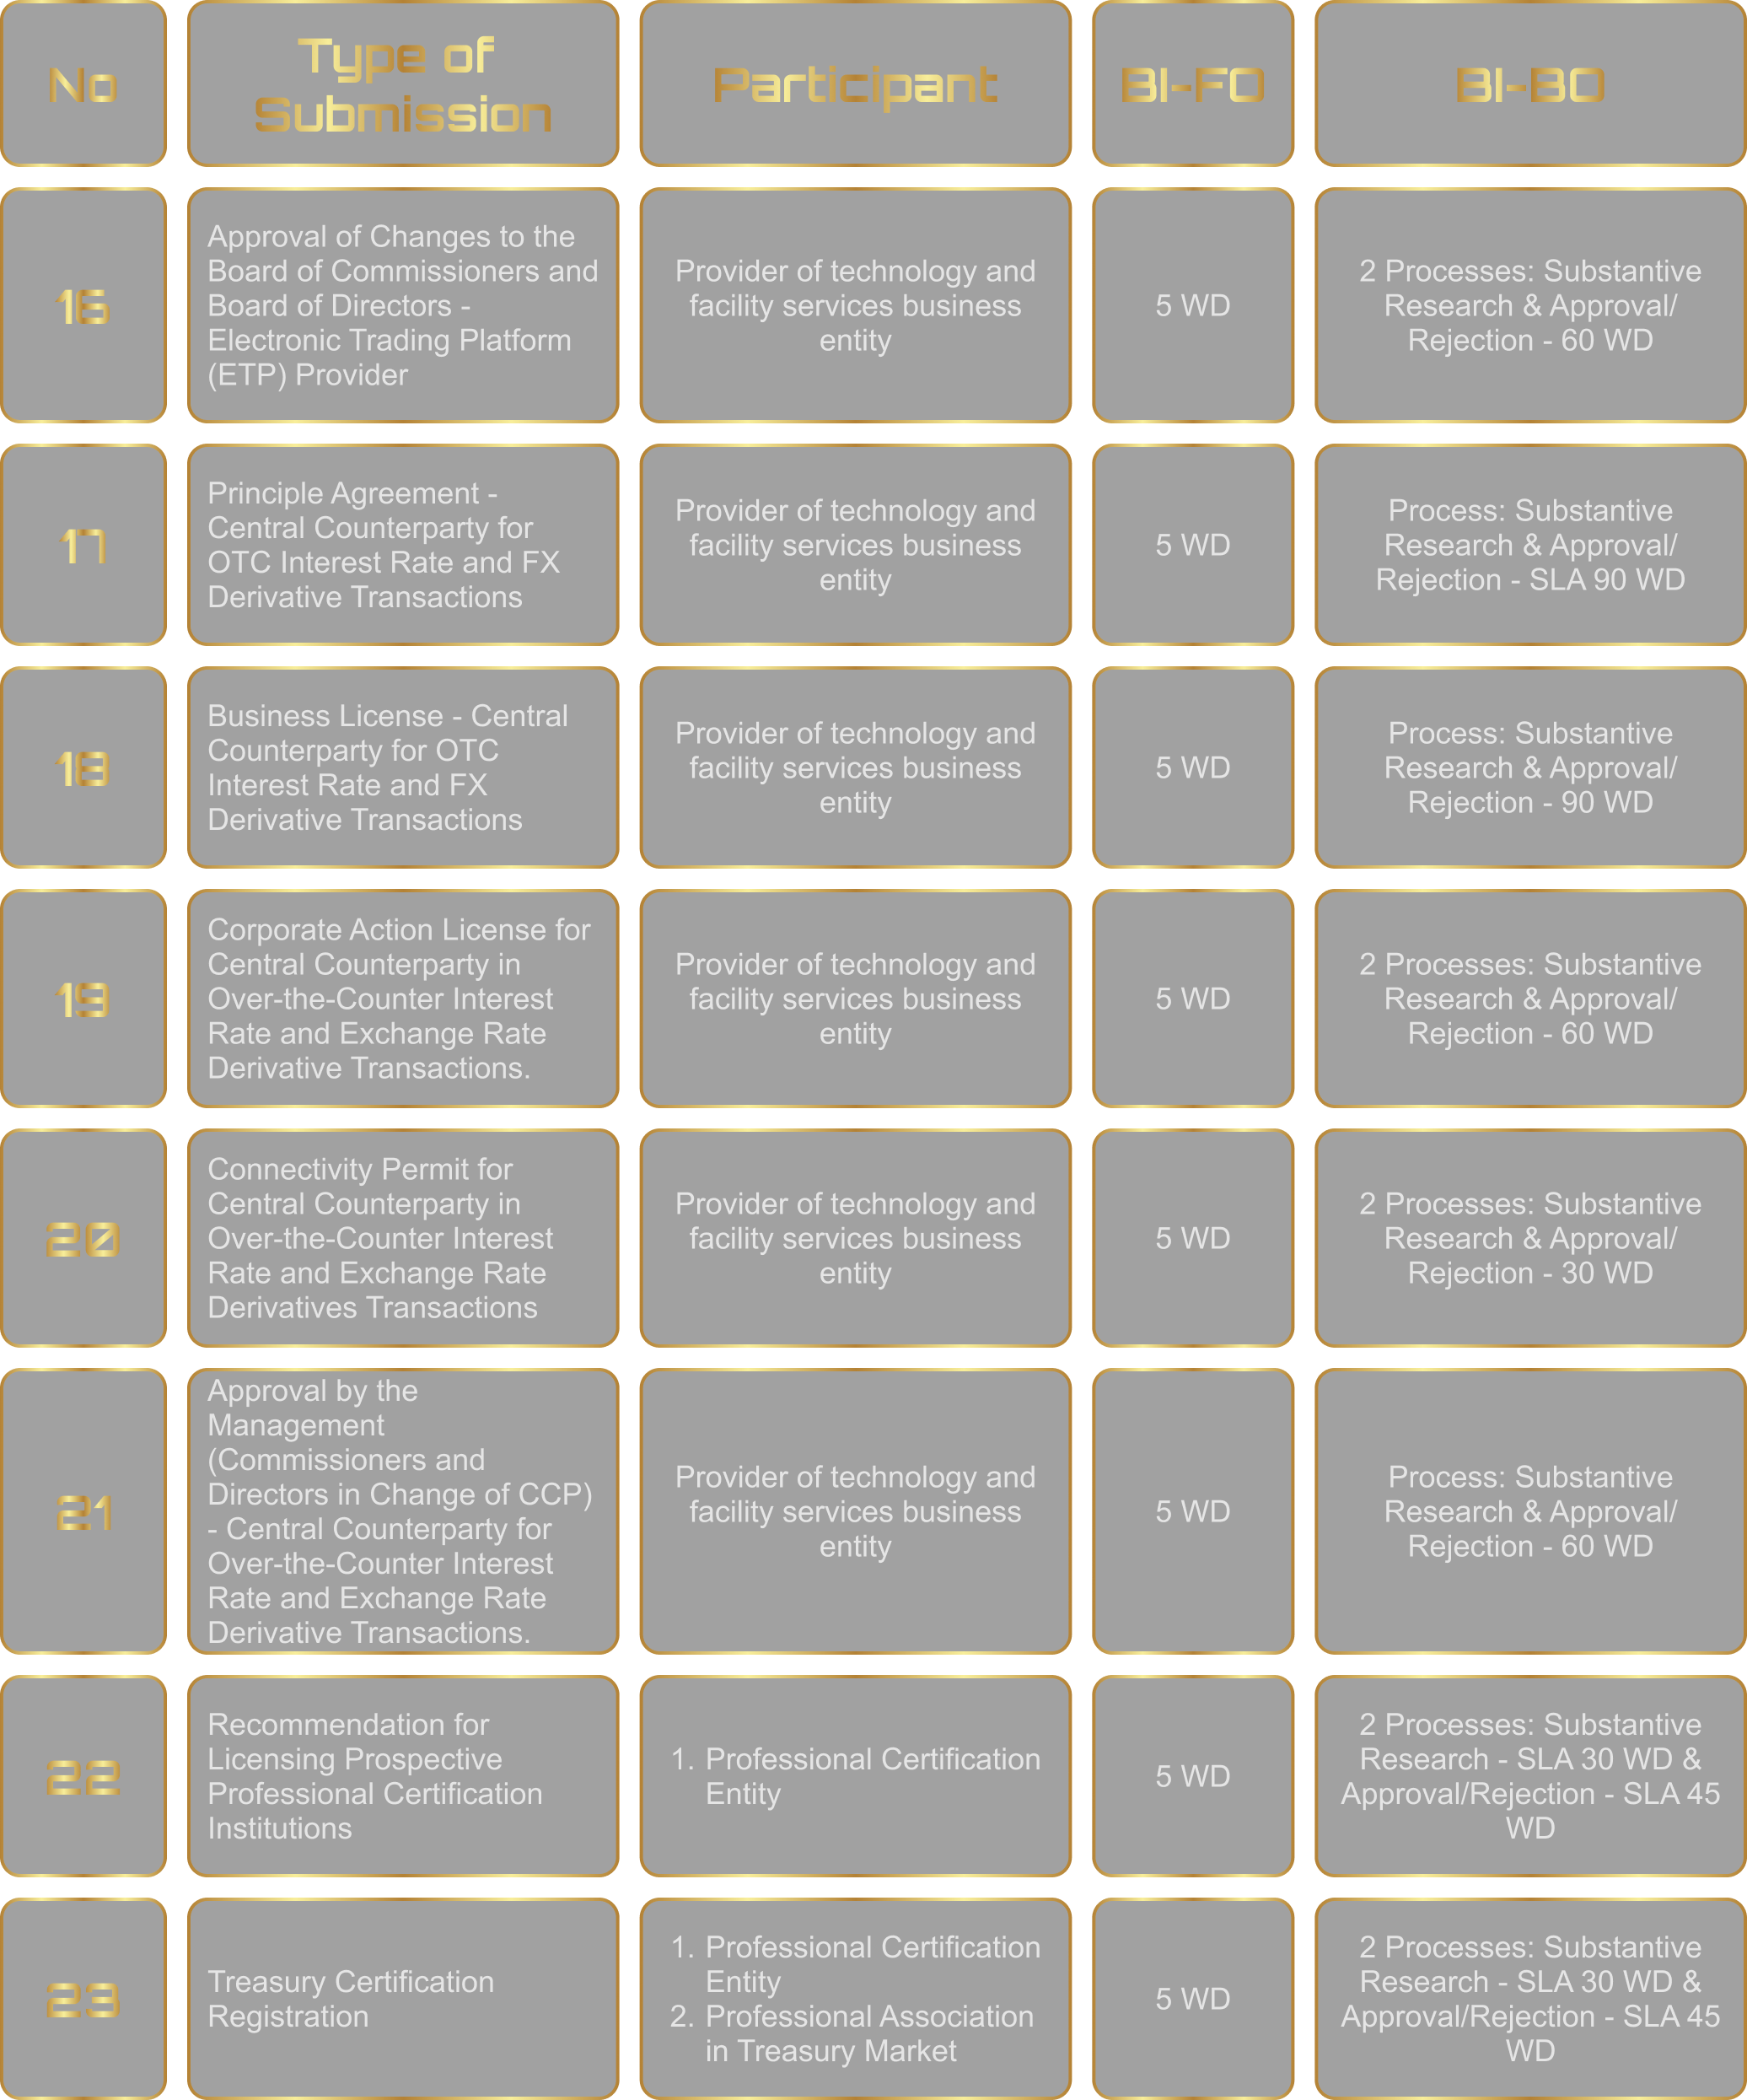 No
Type of
Submission
Participant
BI-FO
BI-BO
16
Approval of Changes to the
Board of Commissioners and
Board of Directors -
Electronic Trading Platform
(ETP) Provider
Provider of technology and
facility services business
entity
5 WD
2 Processes: Substantive
Research & Approval/
Rejection - 60 WD
17
Principle Agreement -
Central Counterparty for
OTC Interest Rate and FX
Derivative Transactions
Provider of technology and
facility services business
entity
5 WD
Process: Substantive
Research & Approval/
Rejection - SLA 90 WD
18
Business License - Central
Counterparty for OTC
Interest Rate and FX
Derivative Transactions
Provider of technology and
facility services business
entity
5 WD
Process: Substantive
Research & Approval/
Rejection - 90 WD
19
Corporate Action License for
Central Counterparty in
Over-the-Counter Interest
Rate and Exchange Rate
Derivative Transactions.
Provider of technology and
facility services business
entity
5 WD
2 Processes: Substantive
Research & Approval/
Rejection - 60 WD
20
Connectivity Permit for
Central Counterparty in
Over-the-Counter Interest
Rate and Exchange Rate
Derivatives Transactions
Provider of technology and
facility services business
entity
5 WD
2 Processes: Substantive
Research & Approval/
Rejection - 30 WD
21
Approval by the
Management
(Commissioners and
Directors in Change of CCP)
- Central Counterparty for
Over-the-Counter Interest
Rate and Exchange Rate
Derivative Transactions.
Provider of technology and
facility services business
entity
5 WD
Process: Substantive
Research & Approval/
Rejection - 60 WD
22
Recommendation for
Licensing Prospective
Professional Certification
Institutions
1. Professional Certification
Entity
5 WD
2 Processes: Substantive
Research - SLA 30 WD &
Approval/Rejection - SLA 45
WD
23
Treasury Certification
Registration
1. Professional Certification
Entity
2. Professional Association
in Treasury Market
5 WD
2 Processes: Substantive
Research - SLA 30 WD &
Approval/Rejection - SLA 45
WD